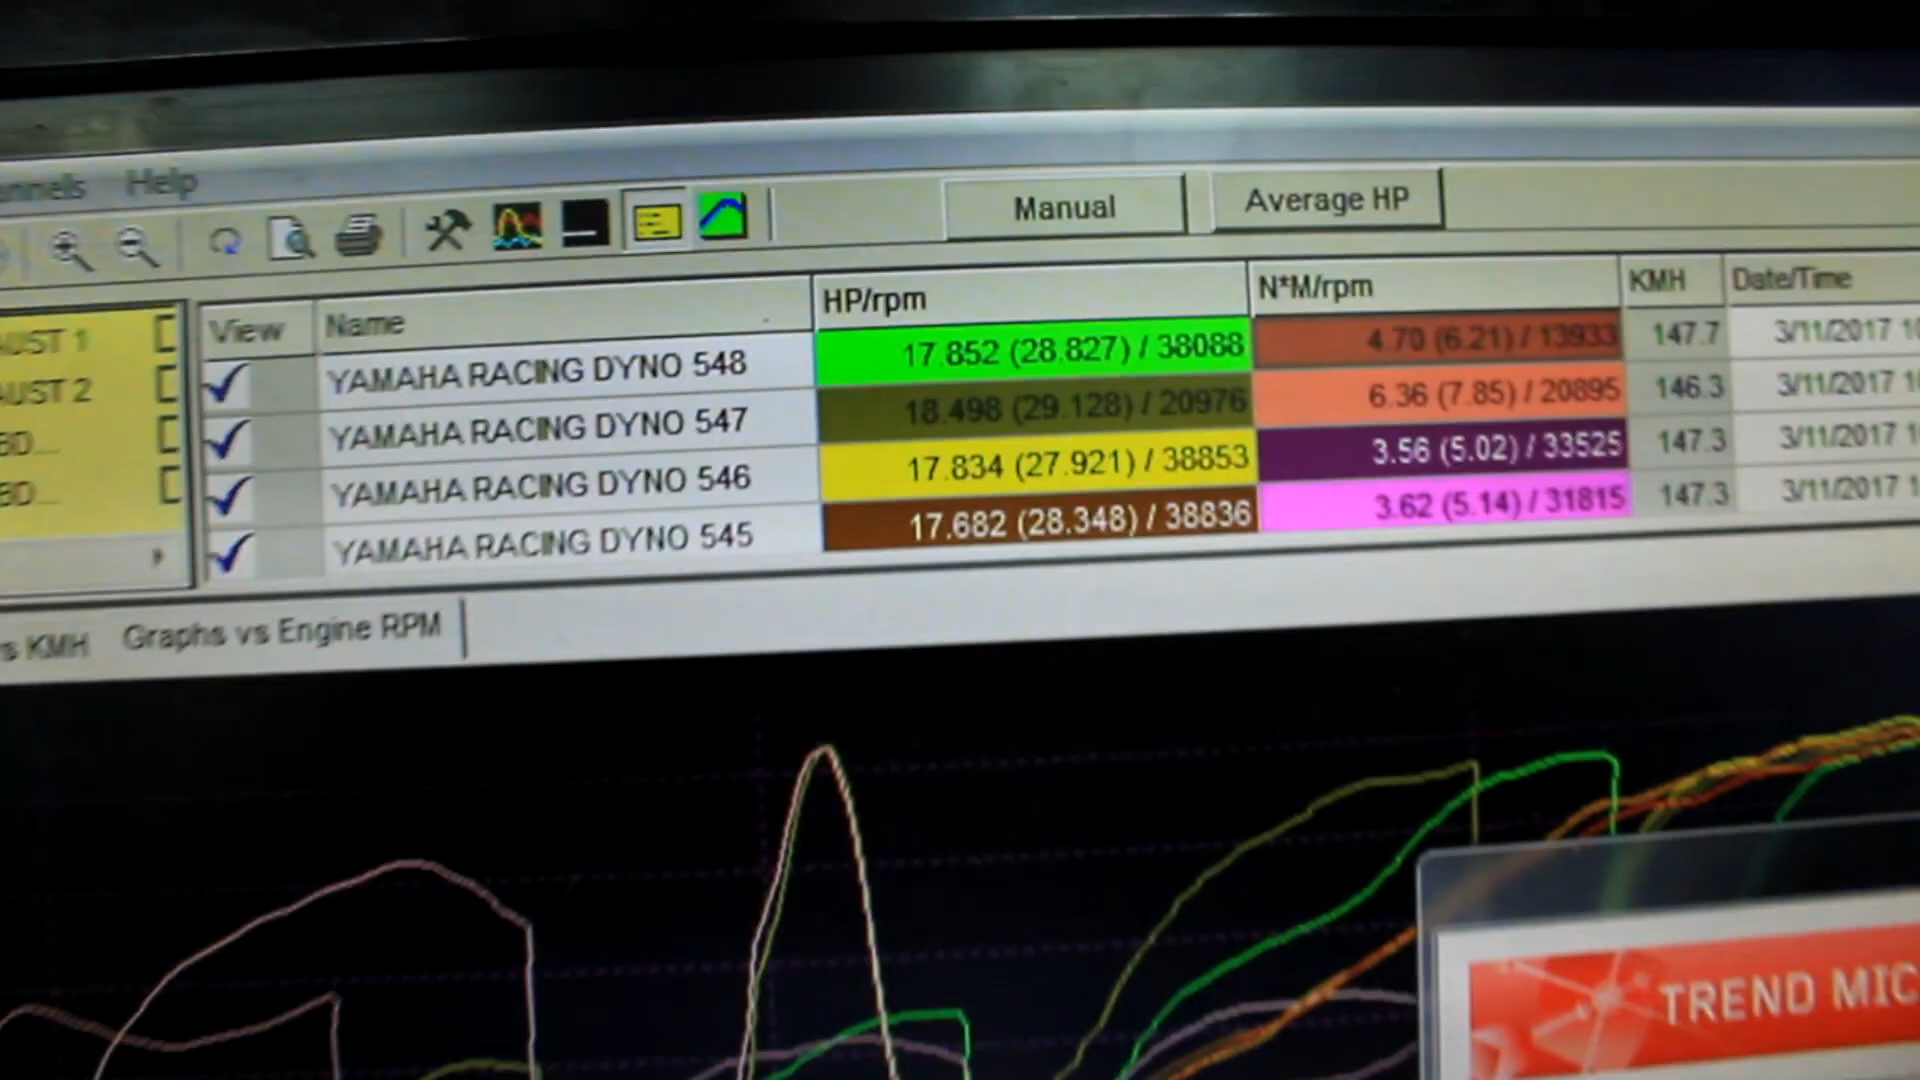 Help
Manual
Average HP
View Name HP/rpm N*M/rpm KMH Date/Time
YAMAHA RACING DYNO 548 17.852 (28.827) / 38088 4.70 (6.21) / 13933 147.7 3/11/2017
YAMAHA RACING DYNO 547 18.498 (29.128) / 20976 6.36 (7.85) / 20895 146.3 3/11/2017
YAMAHA RACING DYNO 546 17.834 (27.921) / 38853 3.56 (5.02) / 33525 147.3 3/11/2017
YAMAHA RACING DYNO 545 17.682 (28.348) / 38836 3.62 (5.14) / 31815 147.3 3/11/2017
UST 1
UST 2
KMH Graphs vs Engine RPM
TREND MIC